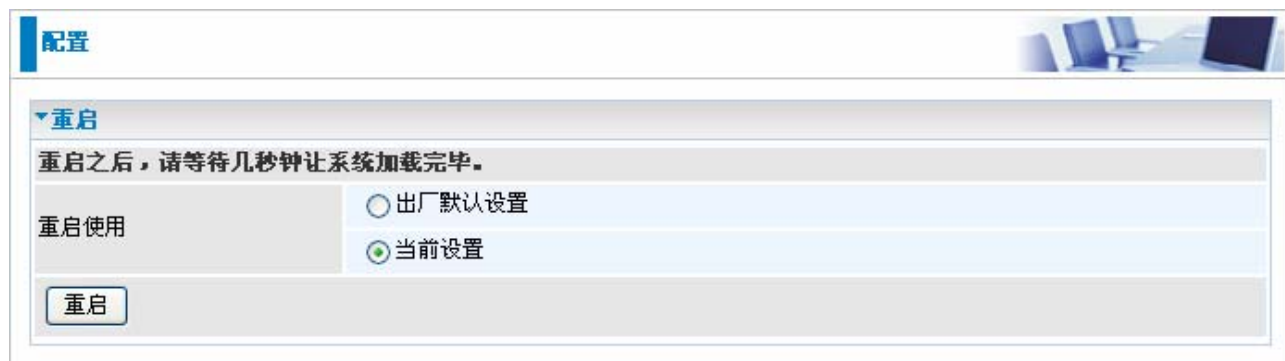 配置
重启
重启之后，请等待几秒钟让系统加载完毕。
重启使用
出厂默认设置
当前设置
重启